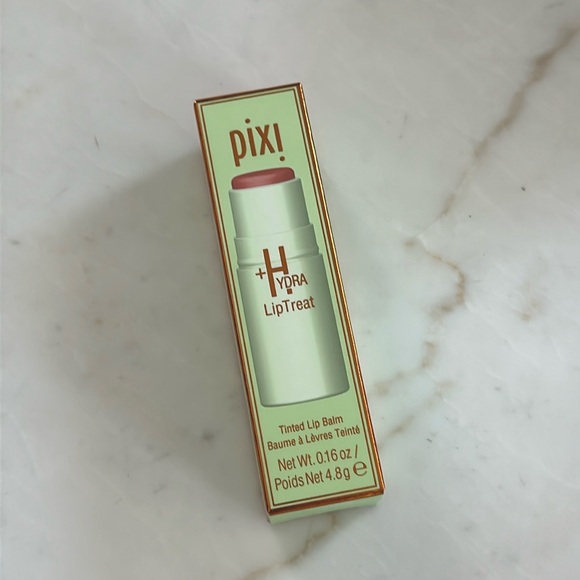 pixi
+HYDRA
LipTreat
Tinted Lip Balm
Baume à Lèvres Teinté
Net Wt. 0.16 oz /
Poids Net 4.8g ℮